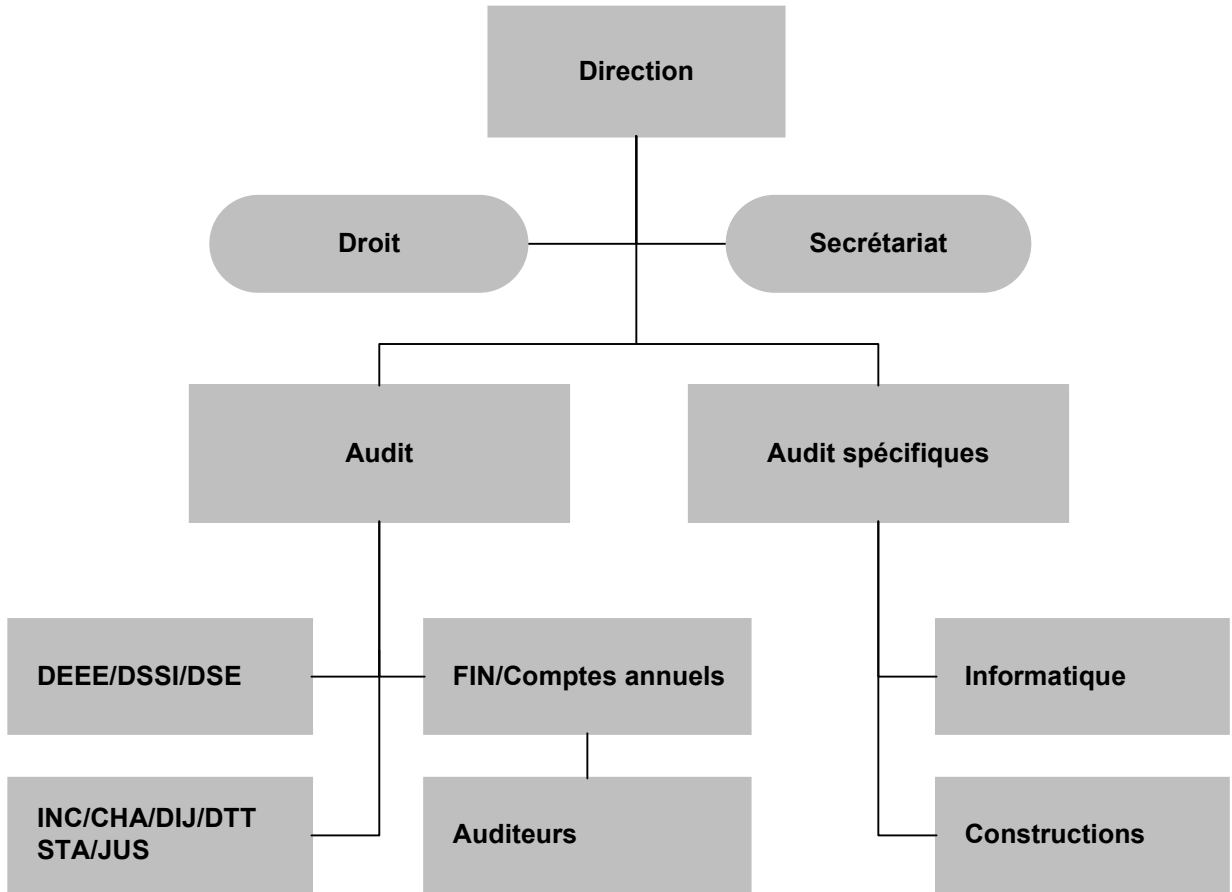 Direction
Droit
Secrétariat
Audit
Audit spécifiques
DEEE/DSSI/DSE
FIN/Comptes annuels
Informatique
INC/CHA/DIJ/DTT
STA/JUS
Auditeurs
Constructions